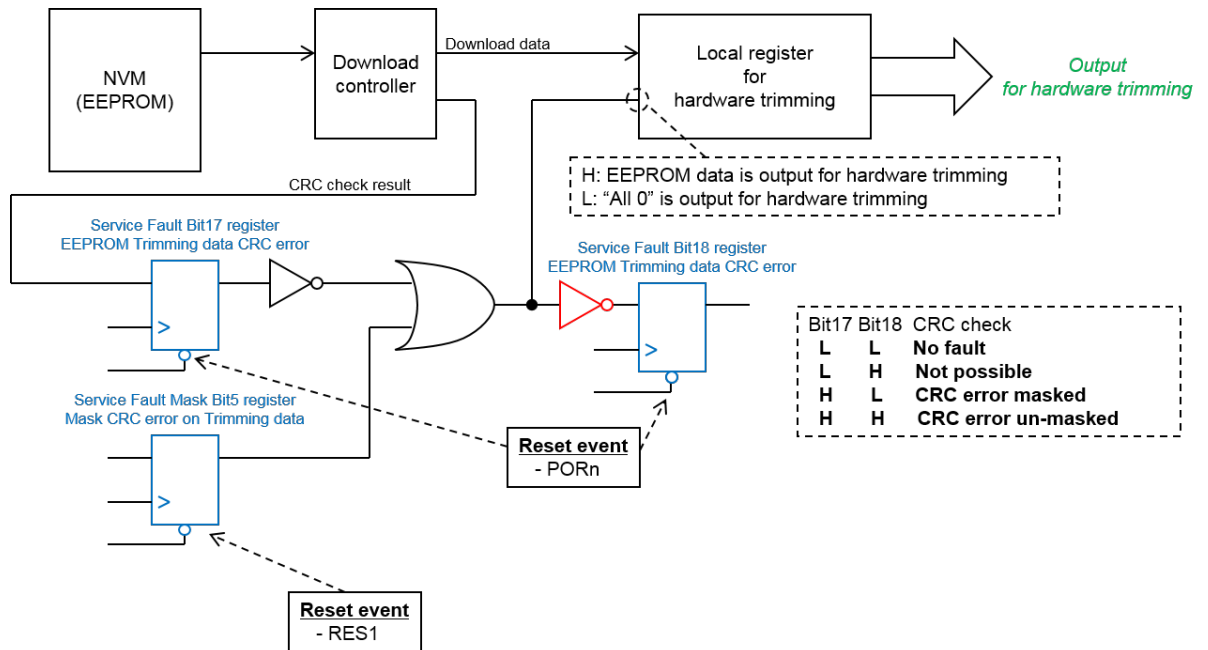 NVM
(EEPROM)
Download
controller
Download data
Local register
for
hardware trimming
Output
for hardware trimming
CRC check result
H: EEPROM data is output for hardware trimming
L: “All 0” is output for hardware trimming
Service Fault Bit17 register
EEPROM Trimming data CRC error
>
Service Fault Bit18 register
EEPROM Trimming data CRC error
>
Bit17 Bit18 CRC check
L L No fault
L H Not possible
H L CRC error masked
H H CRC error un-masked
Service Fault Mask Bit5 register
Mask CRC error on Trimming data
>
Reset event
- PORn
Reset event
- RES1